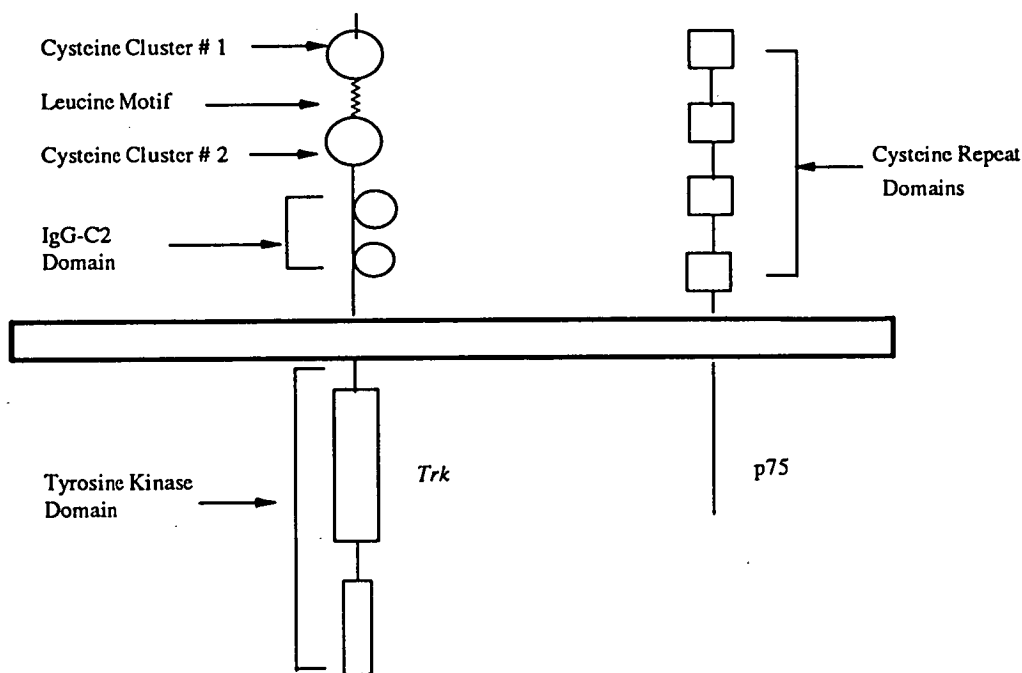 Cysteine Cluster # 1
Leucine Motif
Cysteine Cluster # 2
IgG-C2
Domain
Cysteine Repeat
Domains
Tyrosine Kinase
Domain
Trk
p75